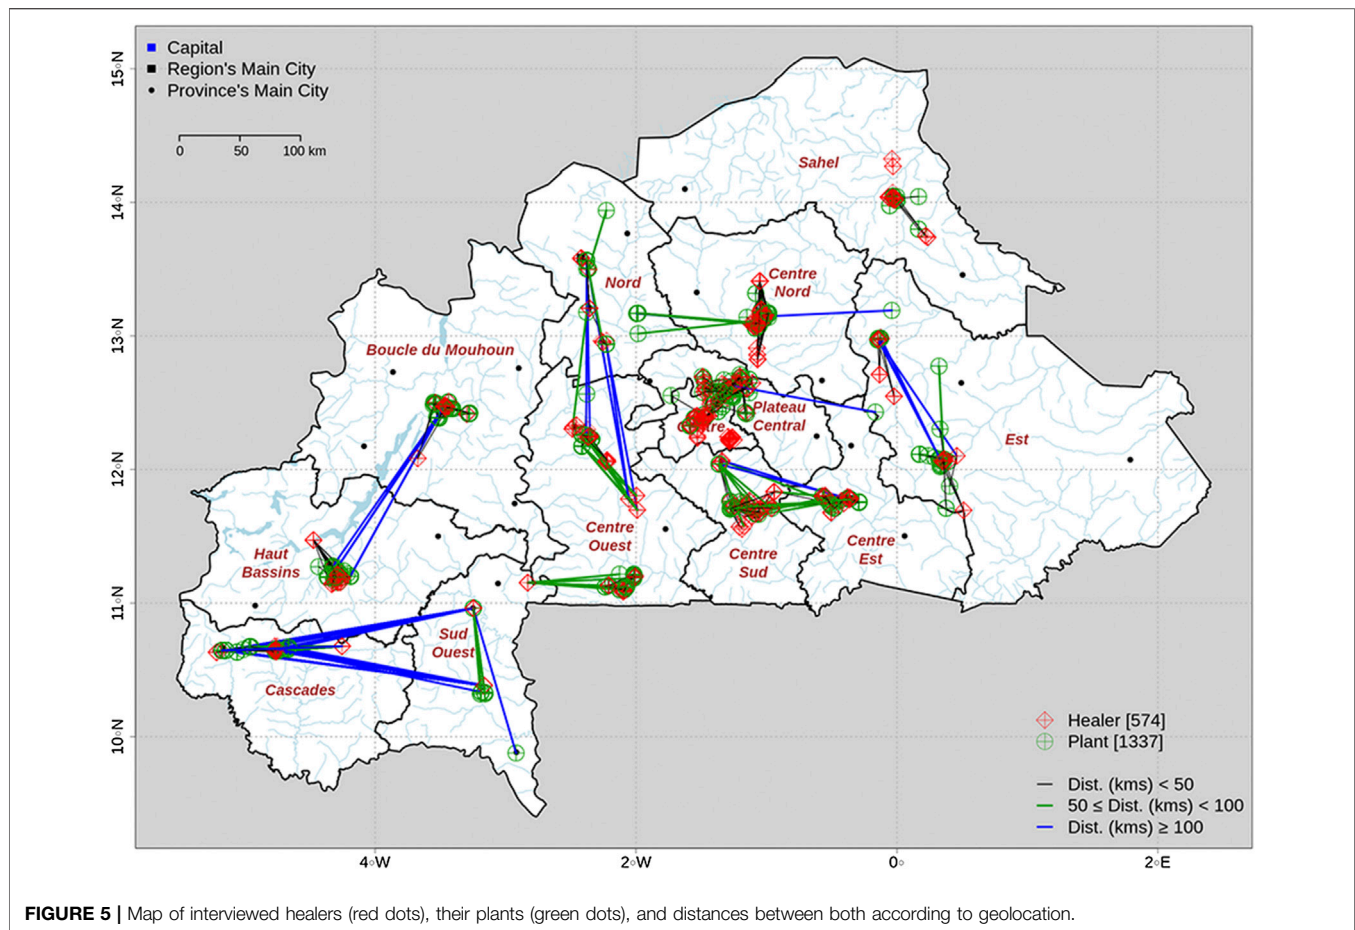 Capital
Region's Main City
Province's Main City
0 50 100 km
15°N
14°N
13°N
12°N
11°N
10°N
Sahel
Nord
Centre
Nord
Boucle du Mouhoun
Plateau
Central
tre
Est
Centre
Ouest
Centre
Sud
Centre
Est
Haut
Bassins
Sud
Ouest
Cascades
Healer [574]
Plant [1337]
Dist. (kms) < 50
50 ≤ Dist. (kms) < 100
Dist. (kms) ≥ 100
4°W 2°W 0° 2°E
FIGURE 5 | Map of interviewed healers (red dots), their plants (green dots), and distances between both according to geolocation.